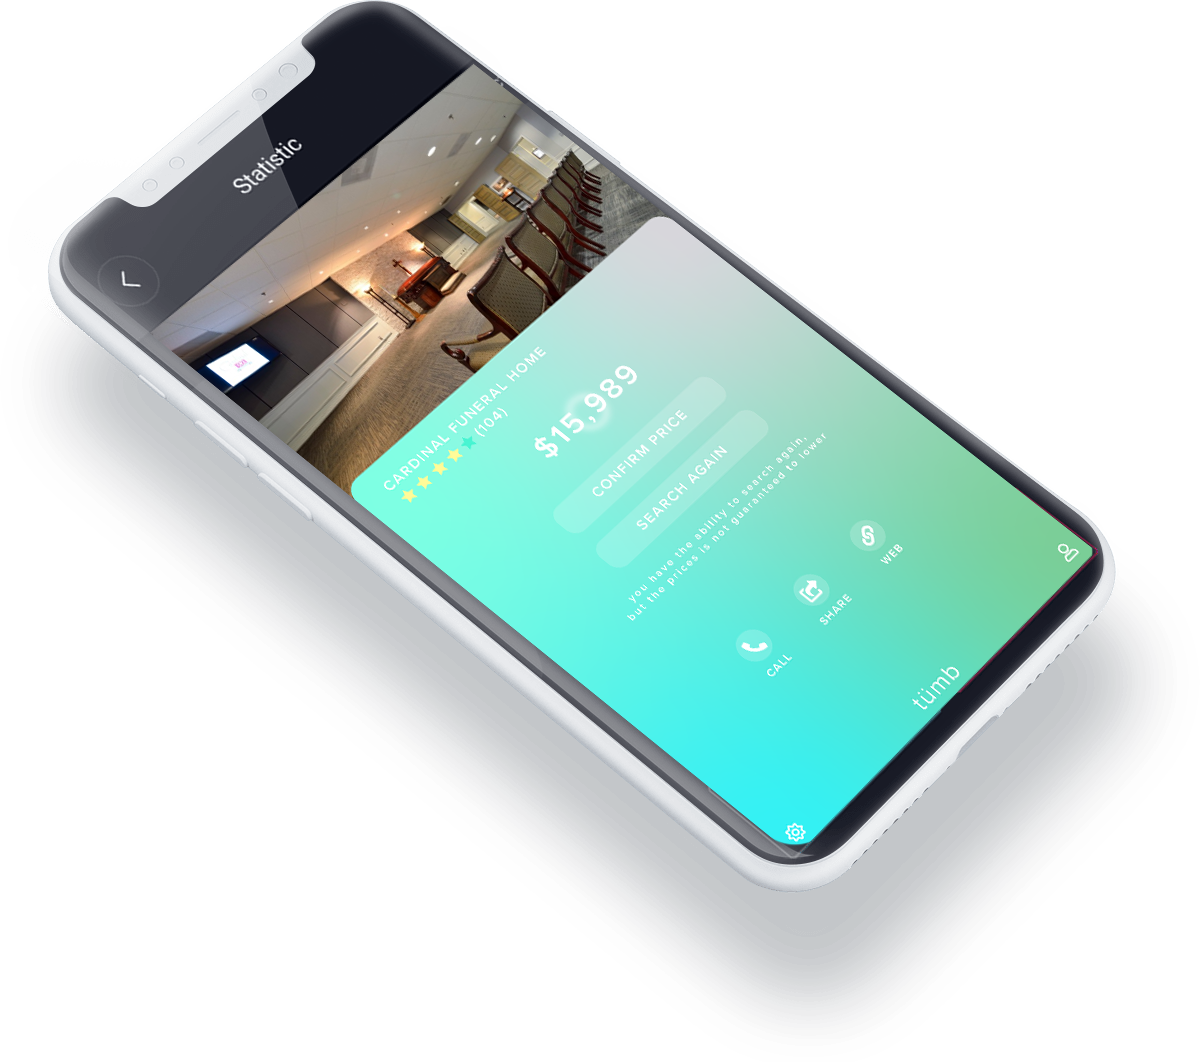 Statistic
CARDINAL FUNERAL HOME
(104)
$15,989
CONFIRM PRICE
SEARCH AGAIN
you have the ability to search again,
but the prices is not guaranteed to lower
CALL
SHARE
WEB
tümb